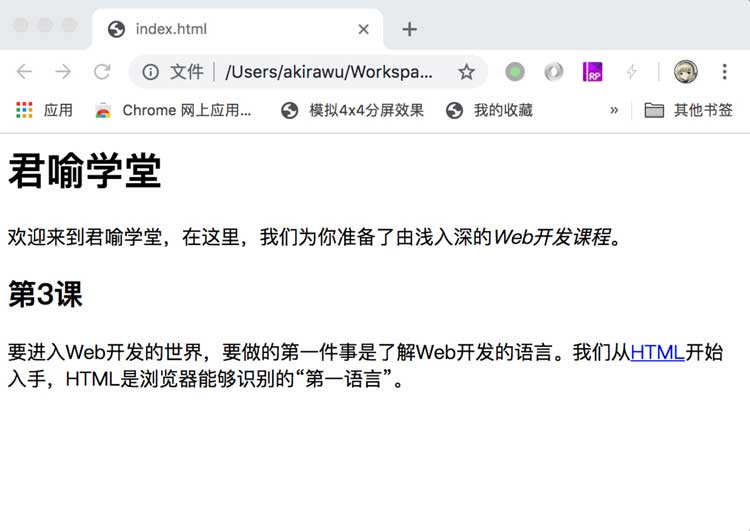 index.html
文件 /Users/akirawu/Workspa...
应用 Chrome 网上应用... 模拟4x4分屏效果 我的收藏 » 其他书签
君喻学堂
欢迎来到君喻学堂，在这里，我们为你准备了由浅入深的Web开发课程。
第3课
要进入Web开发的世界，要做的第一件事是了解Web开发的语言。我们从HTML开始
入手，HTML是浏览器能够识别的“第一语言”。